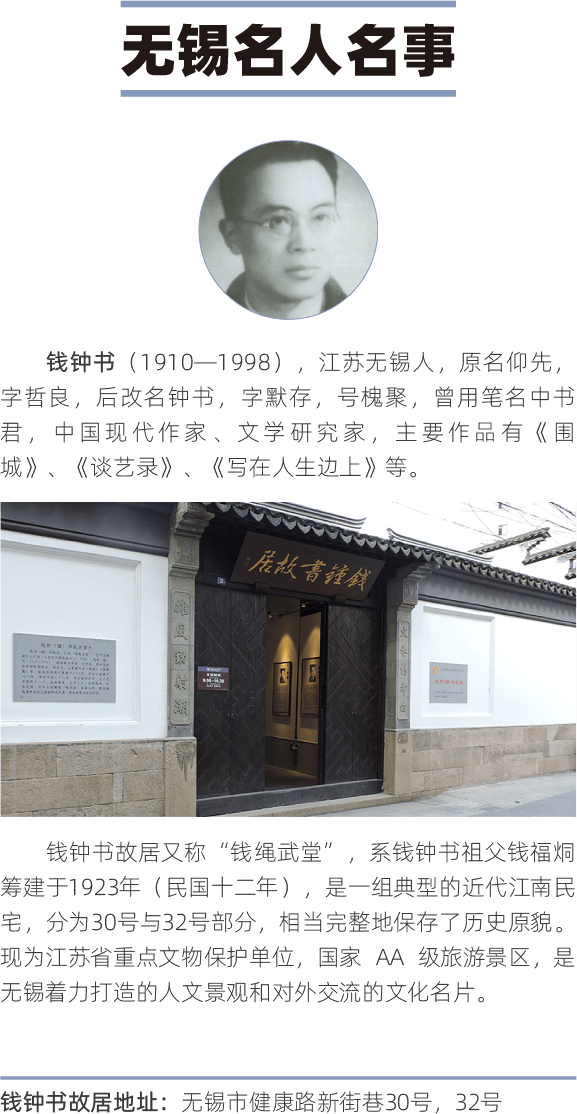 无锡名人名事
钱钟书（1910—1998），江苏无锡人，原名仰先，
字哲良，后改名钟书，字默存，号槐聚，曾用笔名中书
君，中国现代作家、文学研究家，主要作品有《围
城》、《谈艺录》、《写在人生边上》等。
居故書鍾錢
钱钟书故居又称“钱绳武堂”，系钱钟书祖父钱福炯
筹建于1923年（民国十二年），是一组典型的近代江南民
宅，分为30号与32号部分，相当完整地保存了历史原貌。
现为江苏省重点文物保护单位，国家 AA 级旅游景区，是
无锡着力打造的人文景观和对外交流的文化名片。
钱钟书故居地址：无锡市健康路新街巷30号，32号